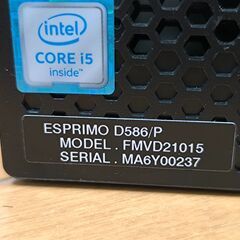 intel
CORE i5
inside™
ESPRIMO D586/P
MODEL . FMVD21015
SERIAL . MA6Y00237